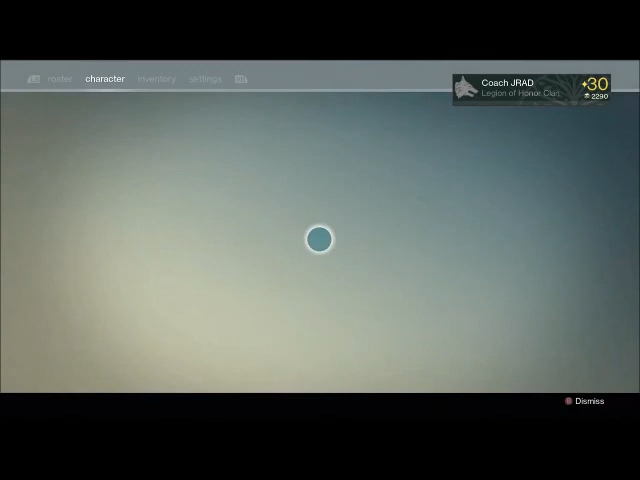 roster character inventory settings
Coach JRAD
30
Legion of Honor Clan
2290
Dismiss